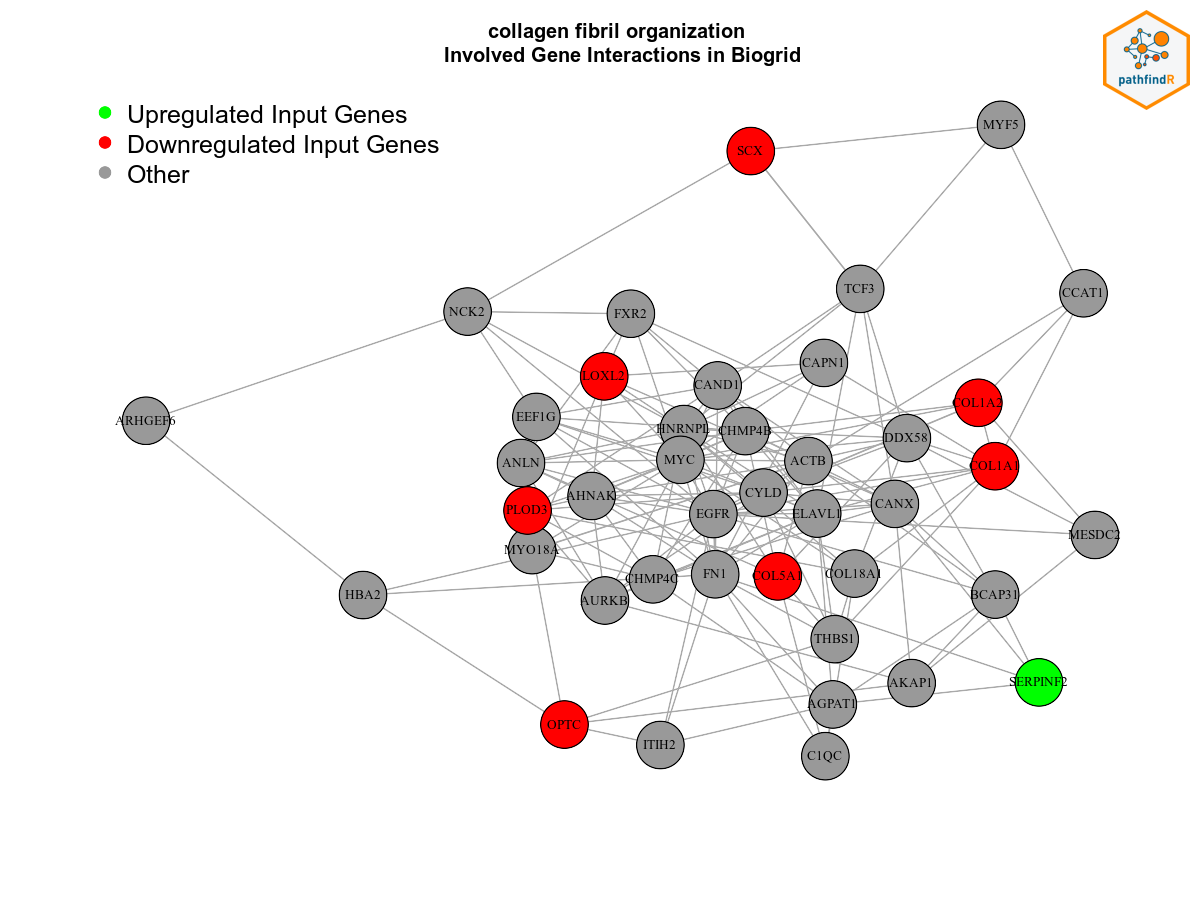 collagen fibril organization
Involved Gene Interactions in Biogrid
pathfindR
Upregulated Input Genes
Downregulated Input Genes
Other
MYF5
SCX
TCF3
CCAT1
NCK2
FXR2
CAPN1
LOXL2
CAND1
COL1A2
ARHGEF6
EEF1G
HNRNPL
CHMP4B
DDX58
ANLN
MYC
ACTB
COL1A1
AHNAK
CYLD
PLOD3
EGFR
ELAVL1
CANX
MESDC2
MYO18A
CHMP4C
FN1
COL5A1
COL18A1
HBA2
AURKB
BCAP31
THBS1
AKAP1
SERPINF2
AGPAT1
OPTC
ITIH2
C1QC